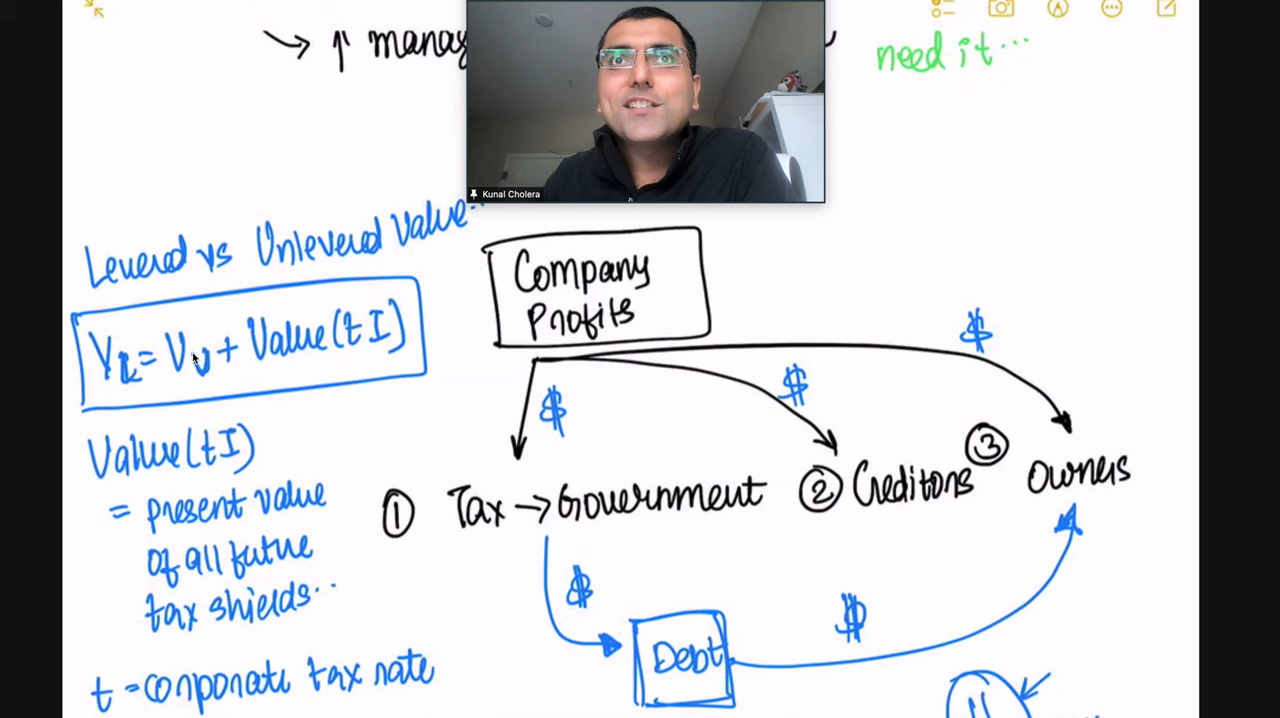 need it...
Kunal Cholera
Levered vs Unlevered Value..
VL = VU + Value(tI)
Value(tI)
= present value
of all future
tax shields..
t = corporate tax rate
Company
Profits
$
$
$
① Tax → Government
② Creditors
③ Owners
$
$
Debt